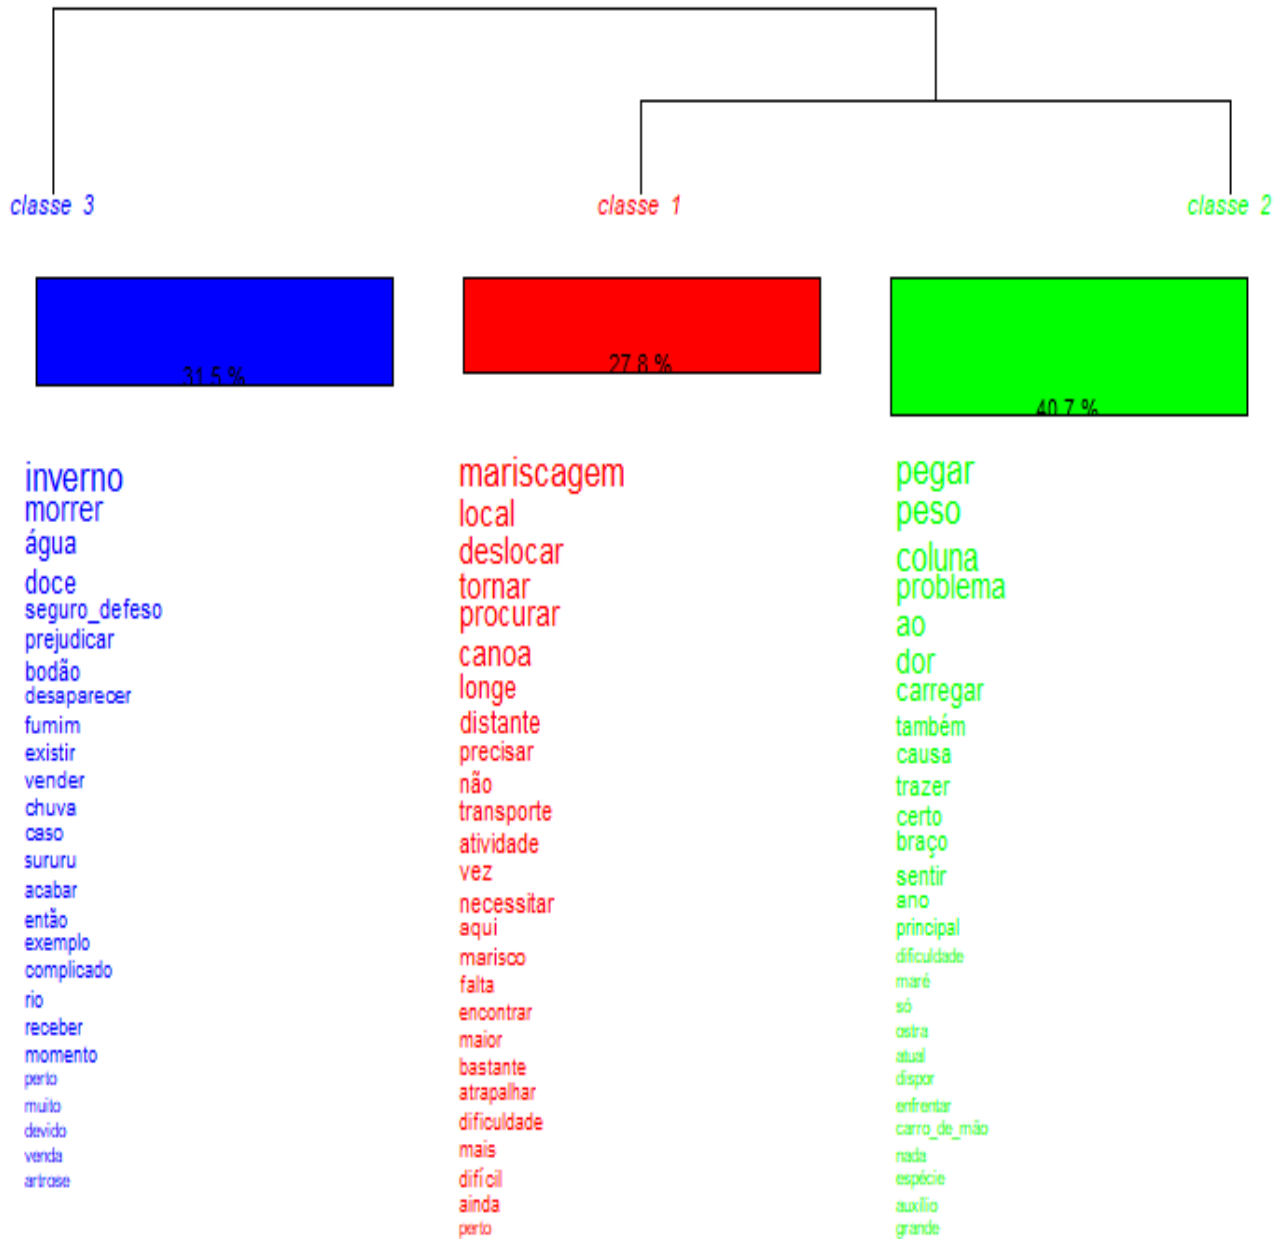 classe 3
classe 1
classe 2
31.5 %
27.8 %
40.7 %
inverno
morrer
água
doce
seguro_defeso
prejudicar
bodão
desaparecer
fumim
existir
vender
chuva
caso
sururu
acabar
então
exemplo
complicado
rio
receber
momento
perto
muito
devido
venda
artrose
mariscagem
local
deslocar
tornar
procurar
canoa
longe
distante
precisar
não
transporte
atividade
vez
necessitar
aqui
marisco
falta
encontrar
maior
bastante
atrapalhar
dificuldade
mais
difícil
ainda
perto
pegar
peso
coluna
problema
ao
dor
carregar
também
causa
trazer
certo
braço
sentir
ano
principal
dificuldade
maré
só
ostra
atual
dispor
enfrentar
carro_de_mão
nada
espécie
auxílio
grande